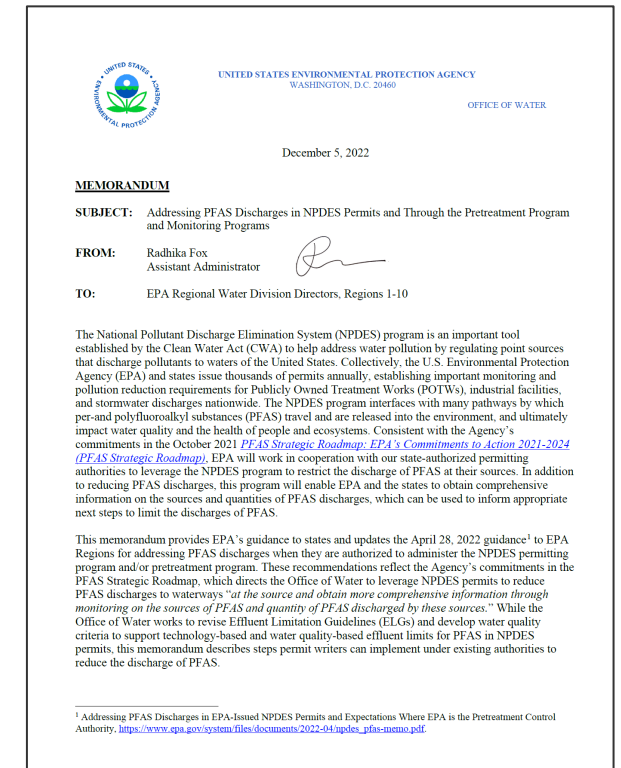 UNITED STATES
ENVIRONMENTAL PROTECTION AGENCY
UNITED STATES ENVIRONMENTAL PROTECTION AGENCY
WASHINGTON, D.C. 20460
OFFICE OF WATER
December 5, 2022
MEMORANDUM
SUBJECT: Addressing PFAS Discharges in NPDES Permits and Through the Pretreatment Program
and Monitoring Programs
FROM: Radhika Fox
Assistant Administrator
TO: EPA Regional Water Division Directors, Regions 1-10
The National Pollutant Discharge Elimination System (NPDES) program is an important tool
established by the Clean Water Act (CWA) to help address water pollution by regulating point sources
that discharge pollutants to waters of the United States. Collectively, the U.S. Environmental Protection
Agency (EPA) and states issue thousands of permits annually, establishing important monitoring and
pollution reduction requirements for Publicly Owned Treatment Works (POTWs), industrial facilities,
and stormwater discharges nationwide. The NPDES program interfaces with many pathways by which
per-and polyfluoroalkyl substances (PFAS) travel and are released into the environment, and ultimately
impact water quality and the health of people and ecosystems. Consistent with the Agency's
commitments in the October 2021 PFAS Strategic Roadmap: EPA's Commitments to Action 2021-2024
(PFAS Strategic Roadmap), EPA will work in cooperation with our state-authorized permitting
authorities to leverage the NPDES program to restrict the discharge of PFAS at their sources. In addition
to reducing PFAS discharges, this program will enable EPA and the states to obtain comprehensive
information on the sources and quantities of PFAS discharges, which can be used to inform appropriate
next steps to limit the discharges of PFAS.
This memorandum provides EPA's guidance to states and updates the April 28, 2022 guidance1 to EPA
Regions for addressing PFAS discharges when they are authorized to administer the NPDES permitting
program and/or pretreatment program. These recommendations reflect the Agency's commitments in the
PFAS Strategic Roadmap, which directs the Office of Water to leverage NPDES permits to reduce
PFAS discharges to waterways "at the source and obtain more comprehensive information through
monitoring on the sources of PFAS and quantity of PFAS discharged by these sources." While the
Office of Water works to revise Effluent Limitation Guidelines (ELGs) and develop water quality
criteria to support technology-based and water quality-based effluent limits for PFAS in NPDES
permits, this memorandum describes steps permit writers can implement under existing authorities to
reduce the discharge of PFAS.
1 Addressing PFAS Discharges in EPA-Issued NPDES Permits and Expectations Where EPA is the Pretreatment Control
Authority, https://www.epa.gov/system/files/documents/2022-04/npdes_pfas-memo.pdf.